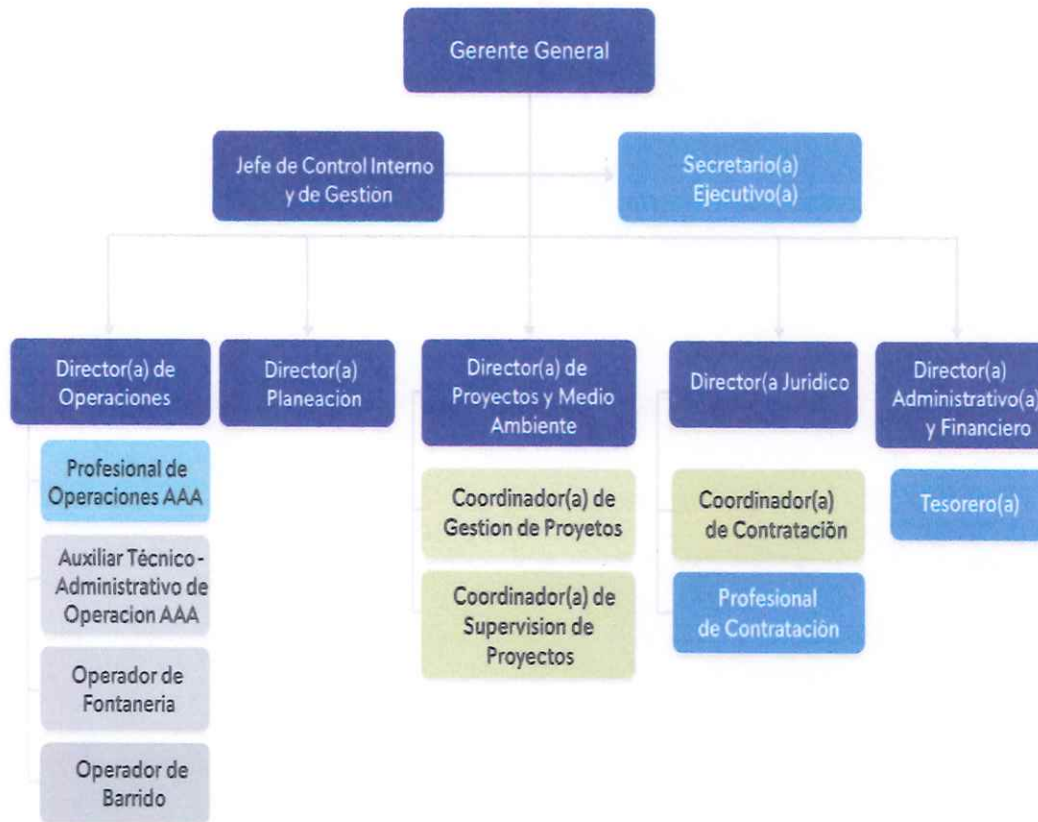 Gerente General
Jefe de Control Interno
y de Gestión
Secretario(a)
Ejecutivo(a)
Director(a) de
Operaciones
Director(a)
Planeacion
Director(a) de
Proyectos y Medio
Ambiente
Director(a Juridico
Director(a)
Administrativo(a)
y Financiero
Profesional de
Operaciones AAA
Auxiliar Técnico-
Administrativo de
Operacion AAA
Operador de
Fontaneria
Operador de
Barrido
Coordinador(a) de
Gestion de Proyetos
Coordinador(a) de
Supervision de
Proyectos
Coordinador(a)
de Contratación
Profesional
de Contratación
Tesorero(a)